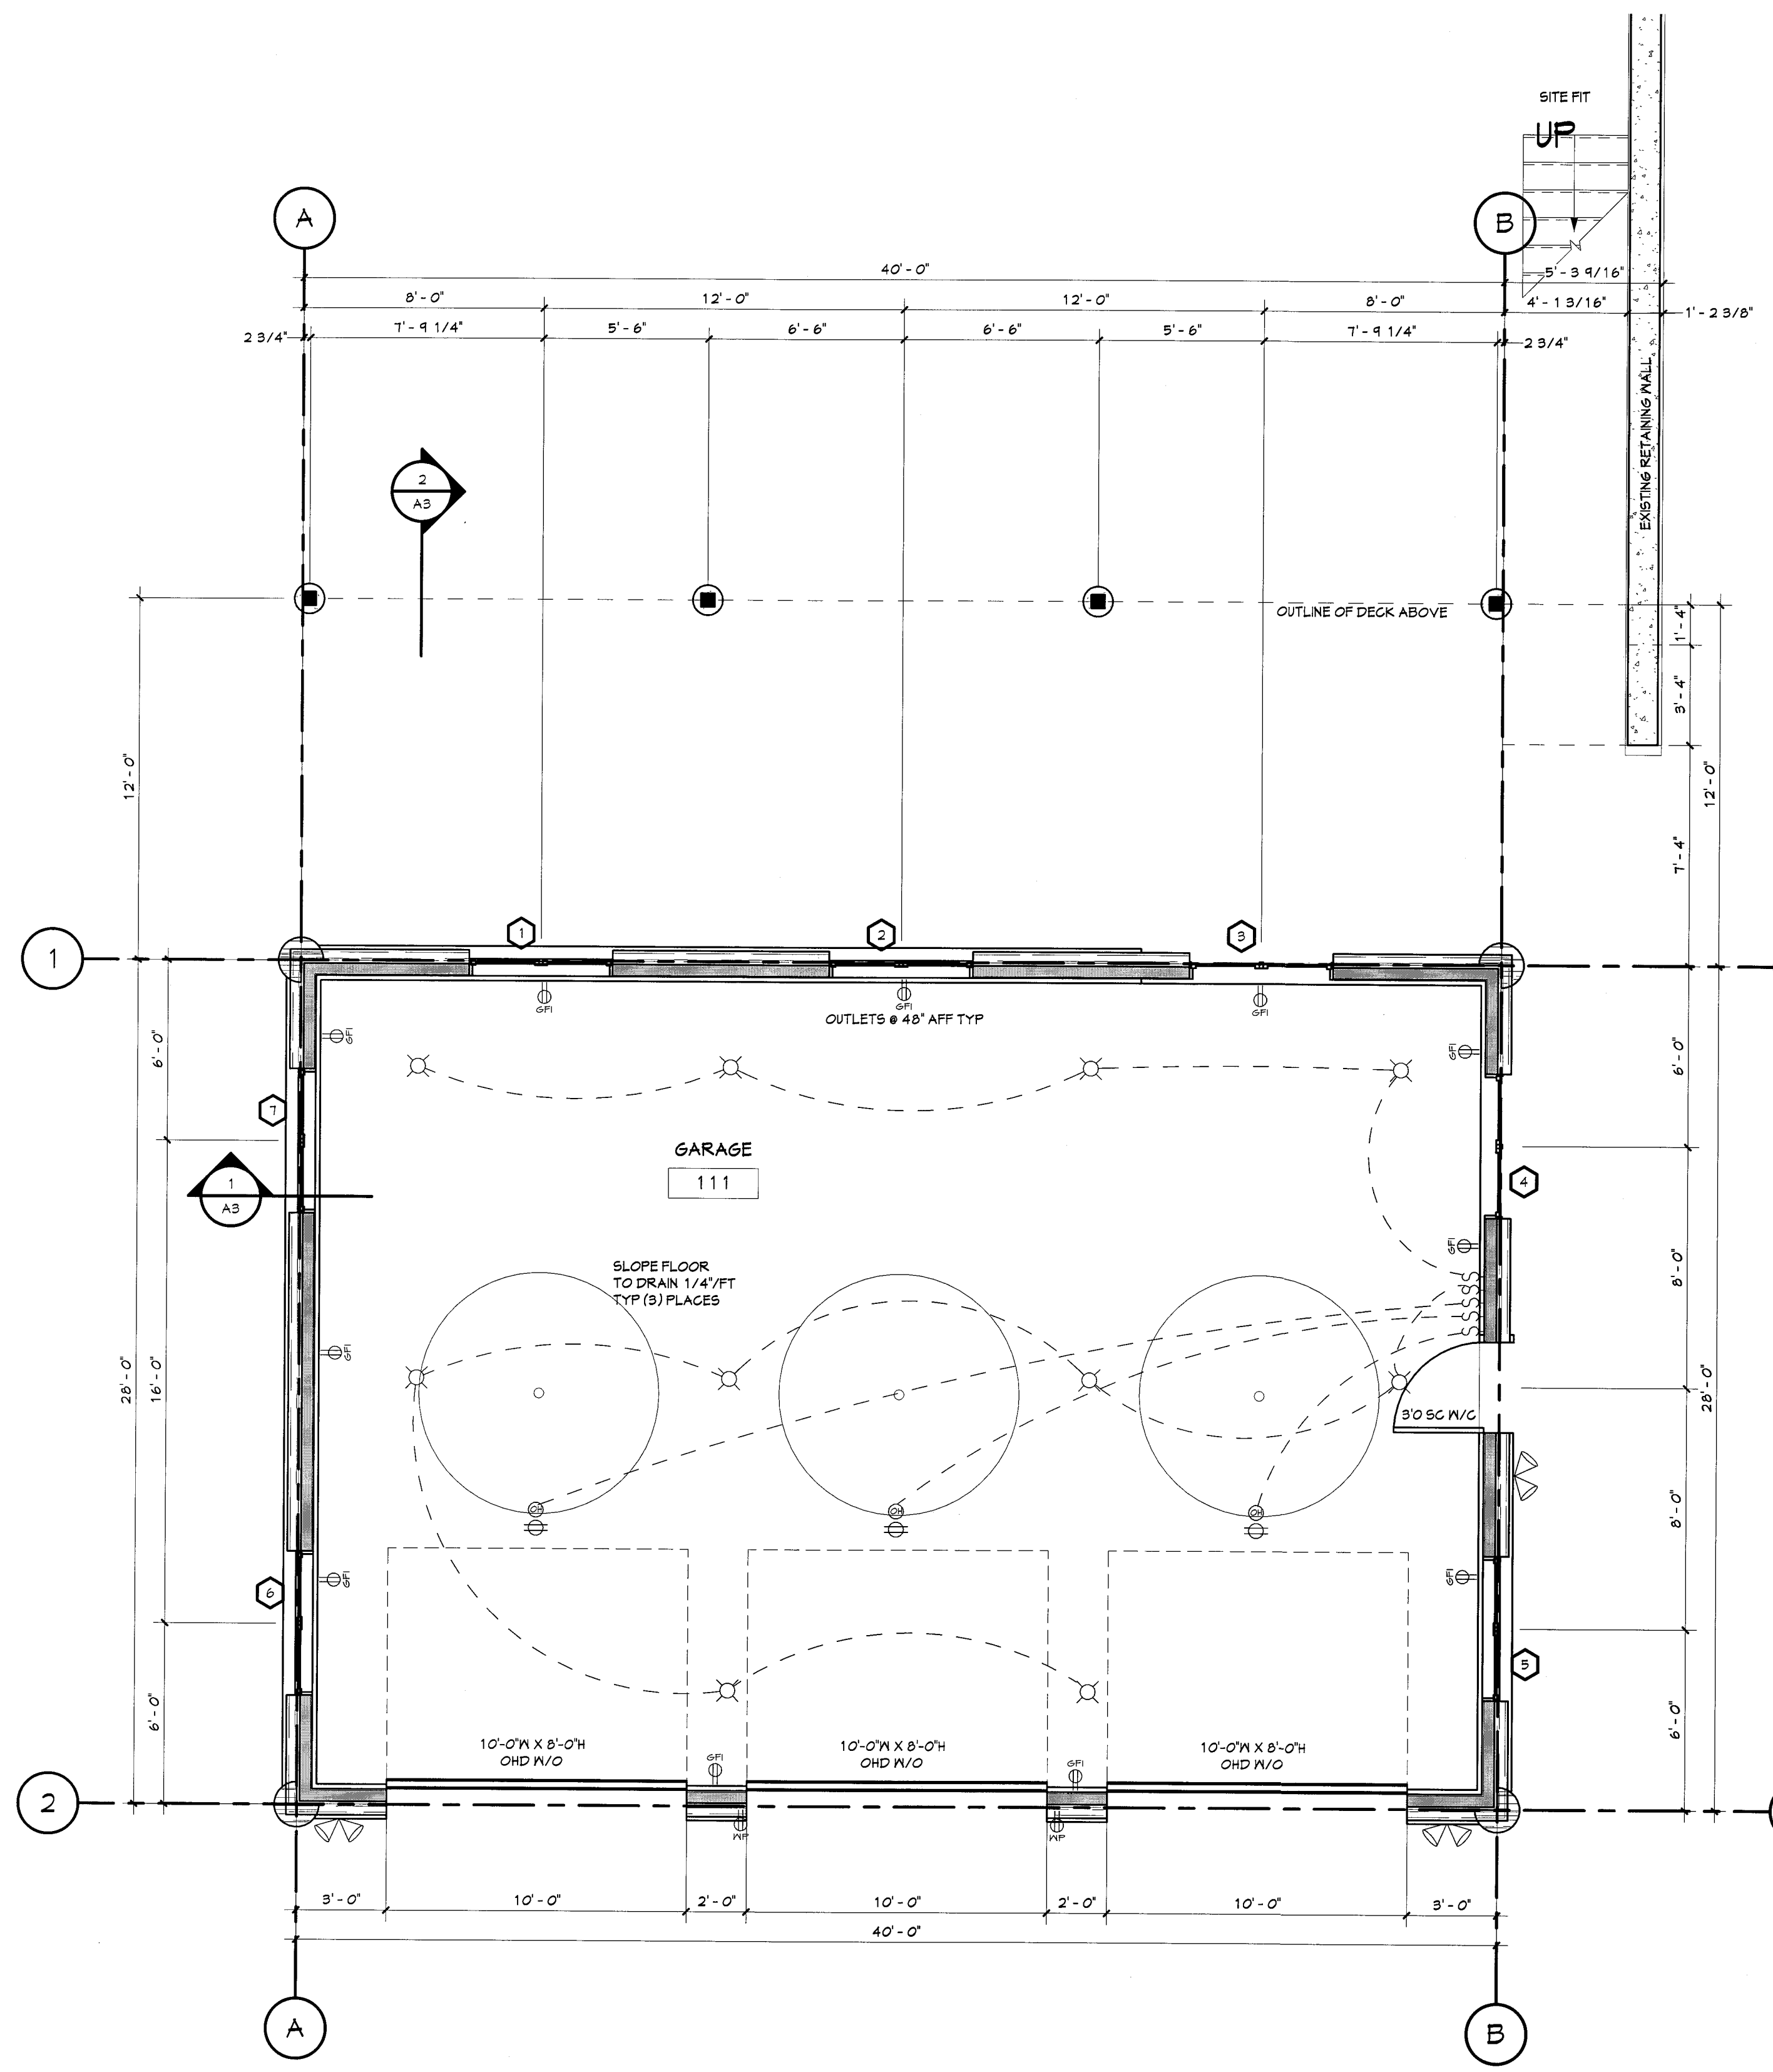 SITE FIT
UP
A
B
40'-0"
5'-3 9/16"
8'-0"
12'-0"
12'-0"
8'-0"
4'-1 3/16"
1'-2 3/8"
2 3/4"
7'-9 1/4"
5'-6"
6'-6"
6'-6"
5'-6"
7'-9 1/4"
2 3/4"
EXISTING RETAINING WALL
2
A3
OUTLINE OF DECK ABOVE
1'-4"
3'-4"
12'-0"
12'-0"
7'-4"
1
1
2
3
GFI
GFI
GFI
OUTLETS @ 48" AFF TYP
GFI
GFI
6'-0"
6'-0"
7
GARAGE
111
1
A3
4
GFI
SLOPE FLOOR
TO DRAIN 1/4"/FT
TYP (3) PLACES
8'-0"
S
S
S
S
S
GFI
28'-0"
16'-0"
28'-0"
3'0 SC W/C
OH
OH
OH
8'-0"
GFI
GFI
6
5
6'-0"
6'-0"
10'-0"W X 8'-0"H
OHD W/O
10'-0"W X 8'-0"H
OHD W/O
10'-0"W X 8'-0"H
OHD W/O
GFI
GFI
2
WP
WP
3'-0"
10'-0"
2'-0"
10'-0"
2'-0"
10'-0"
3'-0"
40'-0"
A
B